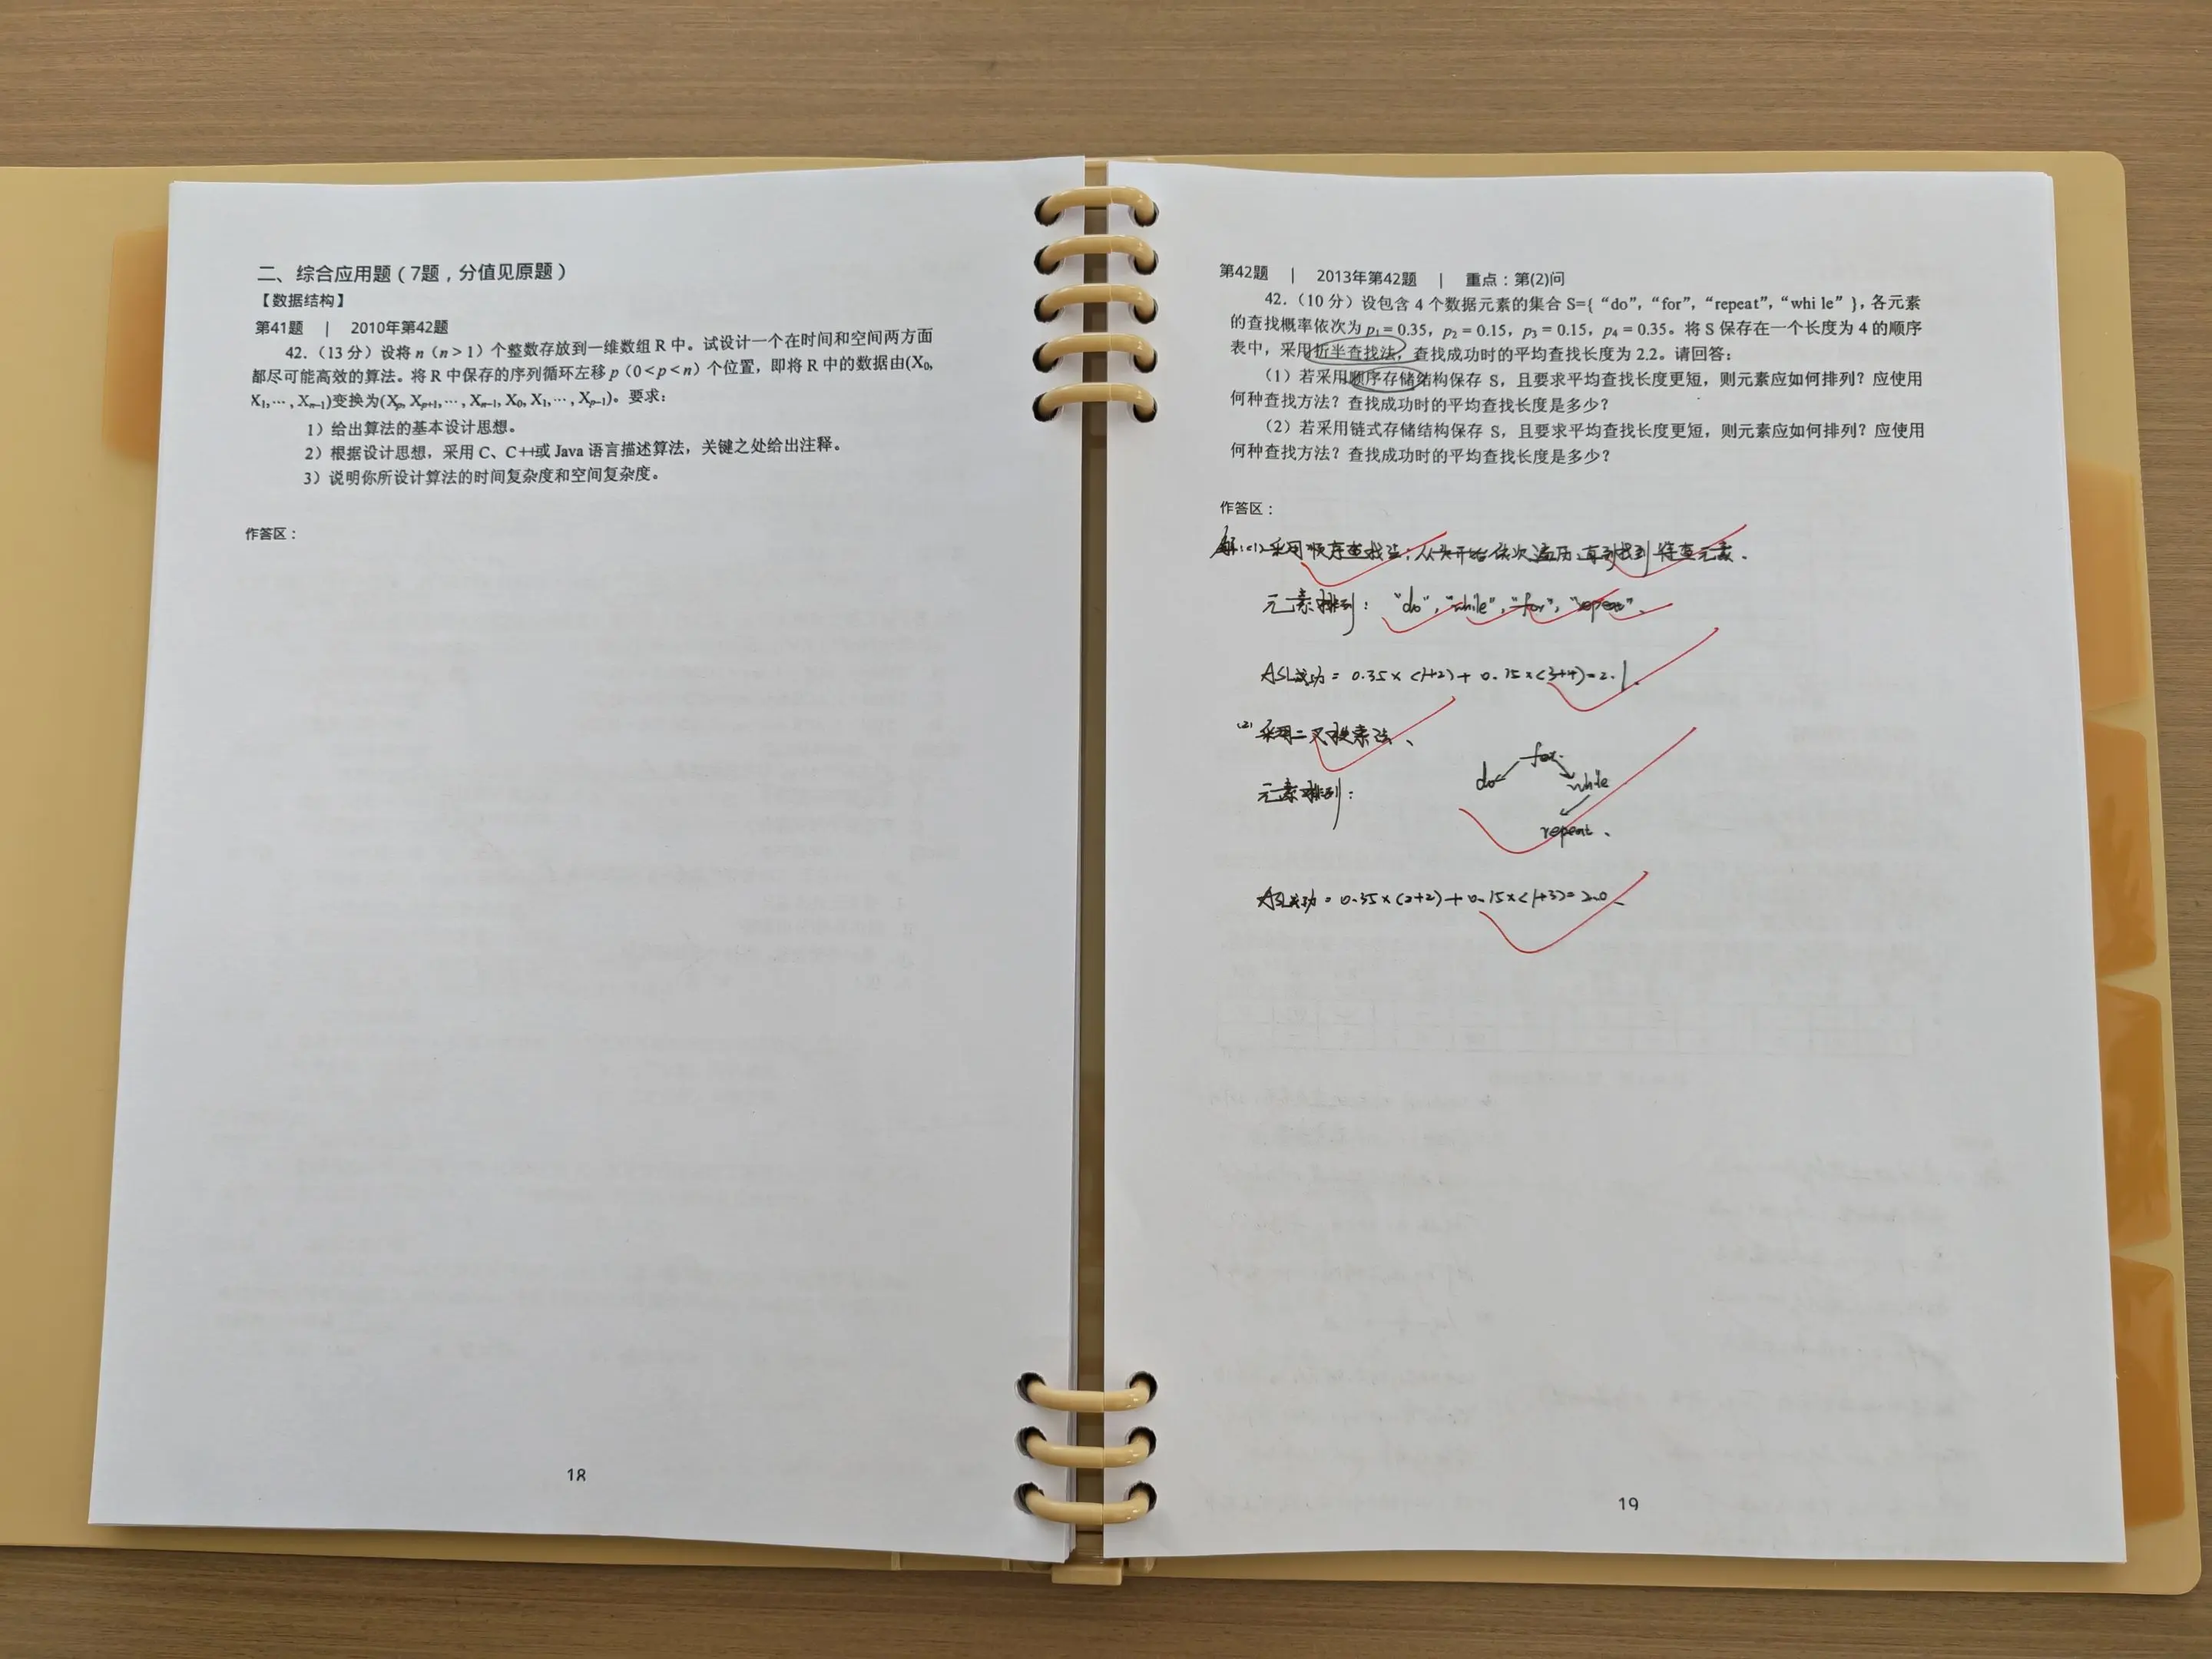 二、综合应用题(7题,分值见原题)
【数据结构】
第41题 | 2010年第42题
42.(13 分)设将 n(n > 1)个整数存放到一维数组 R 中。试设计一个在时间和空间两方面
都尽可能高效的算法。将 R 中保存的序列循环左移 p(0 < p < n)个位置,即将 R 中的数据由(X₀,
X₁,⋯, Xₙ₋₁)变换为(Xₚ, Xₚ₊₁,⋯, Xₙ₋₁, X₀, X₁,⋯, Xₚ₋₁)。要求:
1)给出算法的基本设计思想。
2)根据设计思想,采用 C、C++或 Java 语言描述算法,关键之处给出注释。
3)说明你所设计算法的时间复杂度和空间复杂度。
作答区:
18
第42题 | 2013年第42题 | 重点:第(2)问
42.(10 分)设包含 4 个数据元素的集合 S={ “do”, “for”, “repeat”, “whi le” },各元素
的查找概率依次为 p₁ = 0.35, p₂ = 0.15, p₃ = 0.15, p₄ = 0.35。将 S 保存在一个长度为 4 的顺序
表中,采用折半查找法,查找成功时的平均查找长度为 2.2。请回答:
(1)若采用顺序存储结构保存 S,且要求平均查找长度更短,则元素应如何排列?应使用
何种查找方法?查找成功时的平均查找长度是多少?
(2)若采用链式存储结构保存 S,且要求平均查找长度更短,则元素应如何排列?应使用
何种查找方法?查找成功时的平均查找长度是多少?
作答区:
解:(1)采用顺序查找法:从头开始依次遍历,直到找到待查元素.
元素排列: “do”, “while”, “for”, “repeat”.
ASL成功 = 0.35×(1+2)+ 0.15×(3+4)=2.1.
(2) 采用二叉搜索法、
元素排列:
for.
do
while
repeat、
ASL成功 = 0.35×(2+2)+0.15×(1+3)=2.0.
19